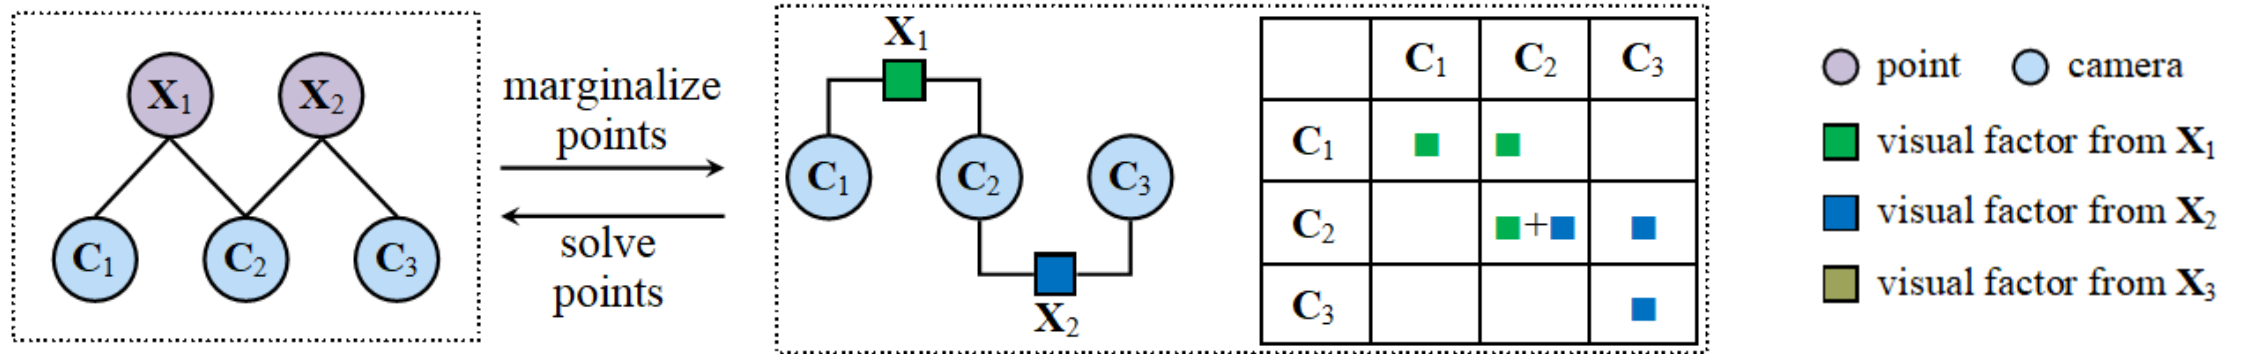 X1 X2
C1 C2 C3
marginalize
points
solve
points
X1
C1 C2 C3
X2
C1 C2 C3
C1
C2 +
C3
point camera
visual factor from X1
visual factor from X2
visual factor from X3